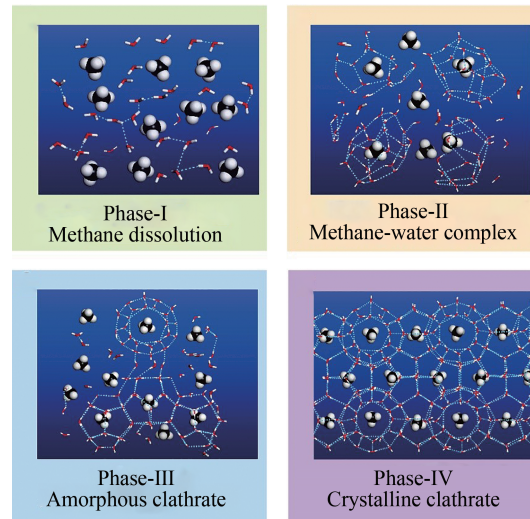 Phase-I
Methane dissolution
Phase-II
Methane-water complex
Phase-III
Amorphous clathrate
Phase-IV
Crystalline clathrate